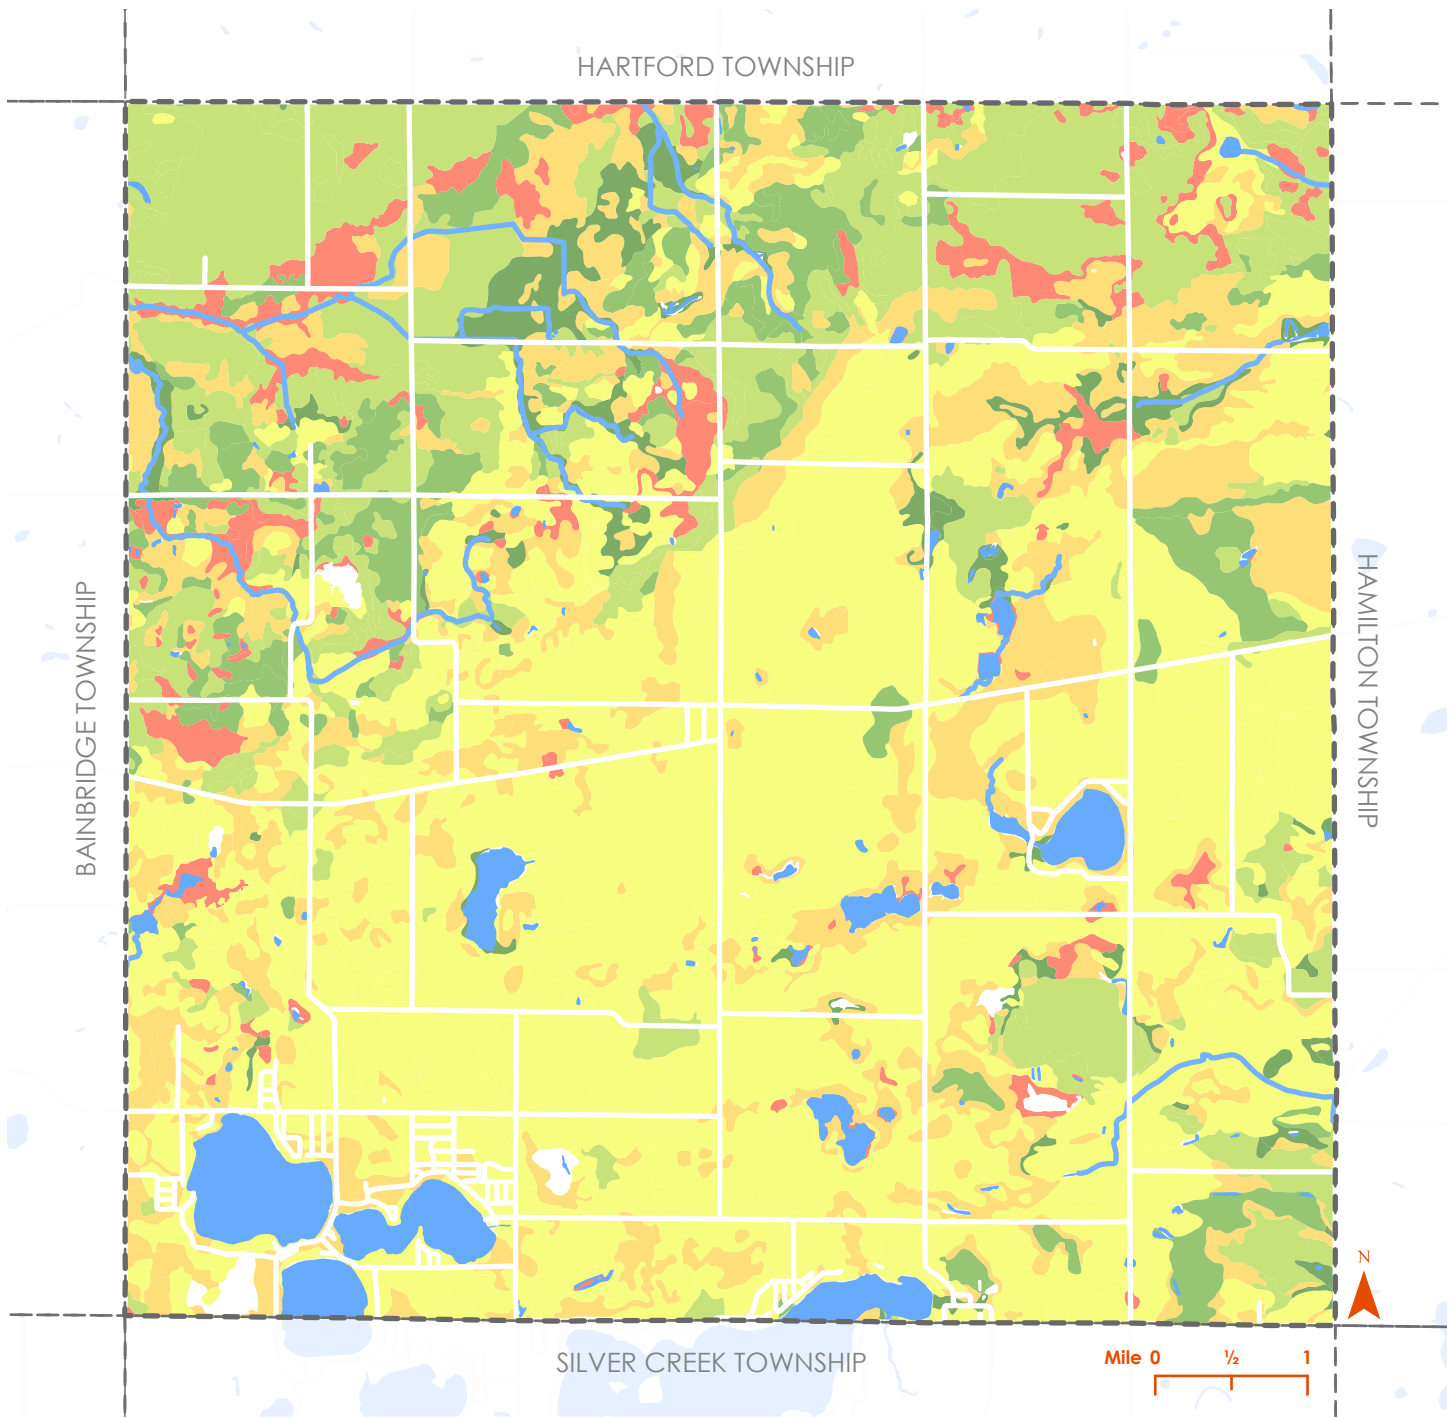 HARTFORD TOWNSHIP
BAINBRIDGE TOWNSHIP
HAMILTON TOWNSHIP
N
SILVER CREEK TOWNSHIP
Mile 0 ½ 1